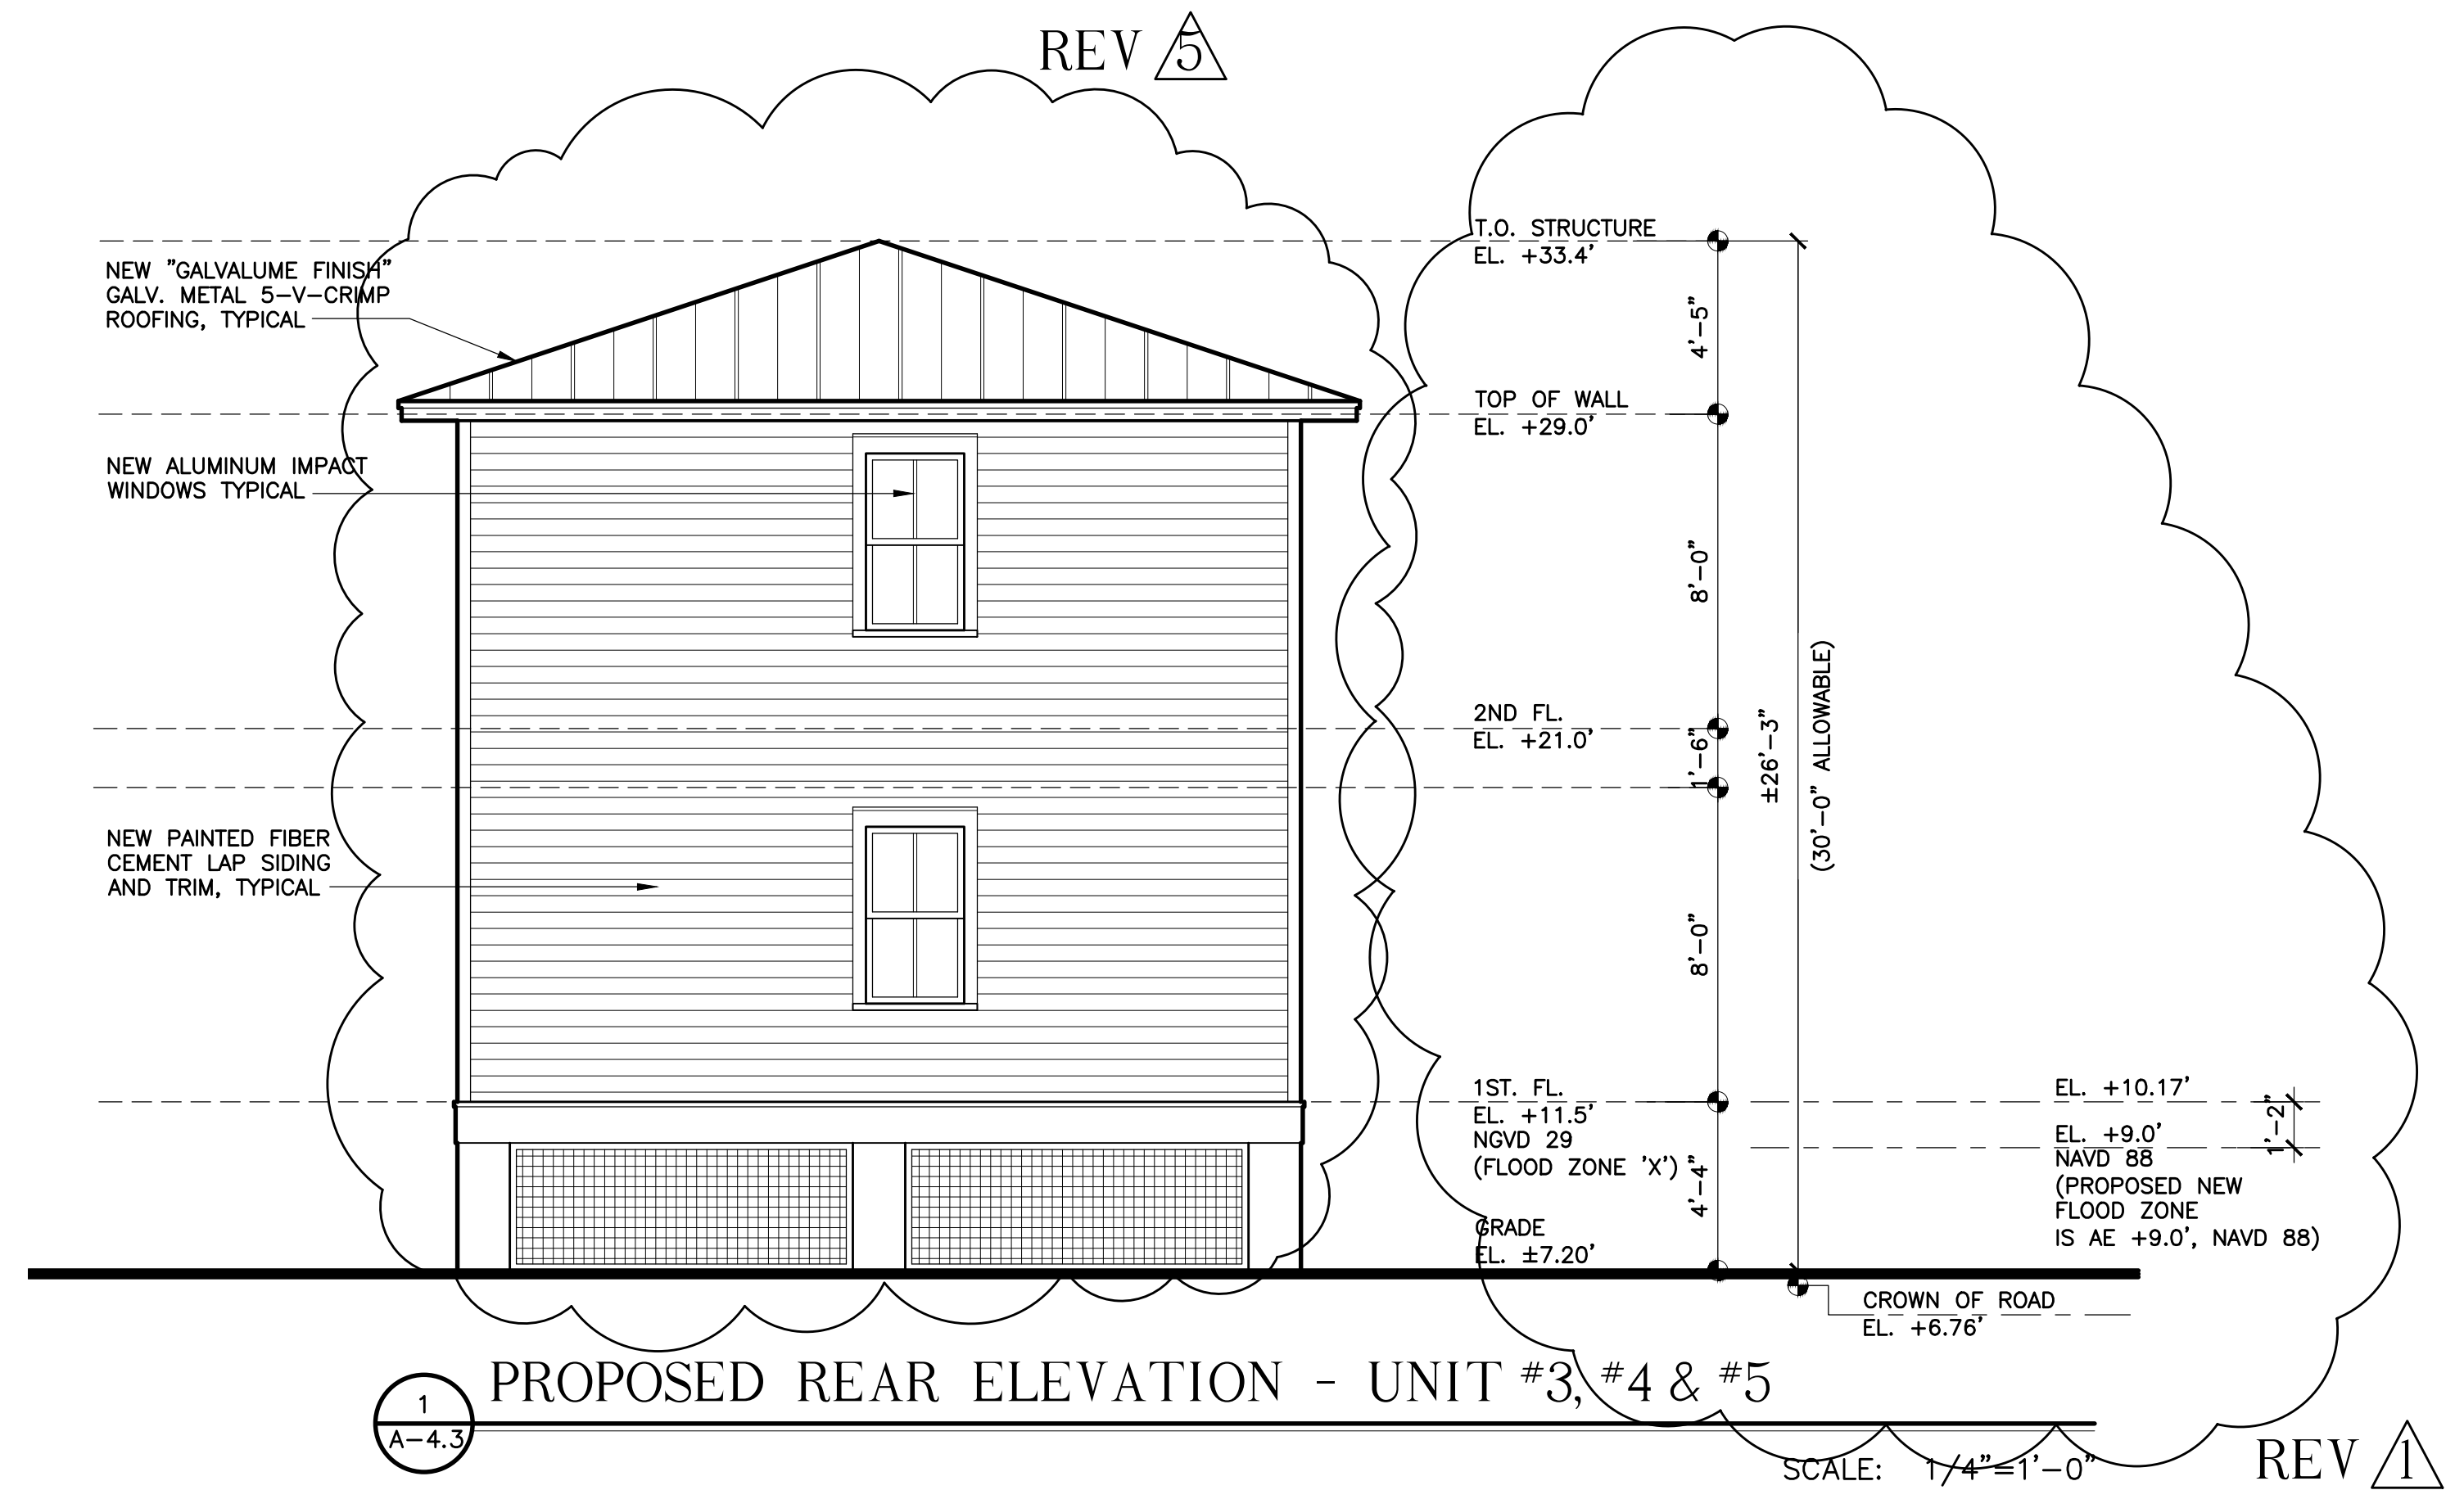 REV 5
T.O. STRUCTURE
EL. +33.4'
NEW "GALVALUME FINISH"
GALV. METAL 5-V-CRIMP
ROOFING, TYPICAL
4'-5"
TOP OF WALL
EL. +29.0'
NEW ALUMINUM IMPACT
WINDOWS TYPICAL
8'-0"
2ND FL.
EL. +21.0'
1'-6"
±26'-3"
(30'-0" ALLOWABLE)
NEW PAINTED FIBER
CEMENT LAP SIDING
AND TRIM, TYPICAL
8'-0"
1ST. FL.
EL. +11.5'
NGVD 29
(FLOOD ZONE 'X')
4'-4"
EL. +10.17'
1'-2"
EL. +9.0'
NAVD 88
(PROPOSED NEW
FLOOD ZONE
IS AE +9.0', NAVD 88)
GRADE
EL. ±7.20'
CROWN OF ROAD
EL. +6.76'
1
A-4.3
PROPOSED REAR ELEVATION - UNIT #3, #4 & #5
SCALE: 1/4"=1'-0"
REV 1